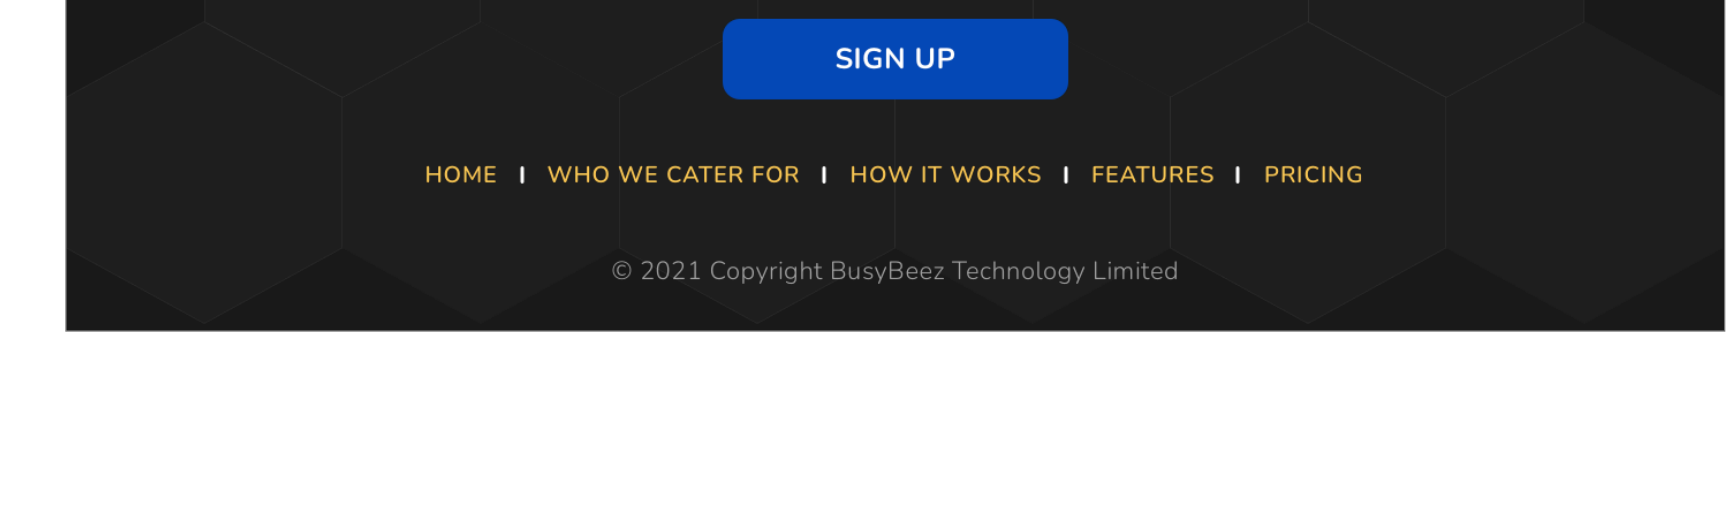 SIGN UP
HOME | WHO WE CATER FOR | HOW IT WORKS | FEATURES | PRICING
© 2021 Copyright BusyBeez Technology Limited